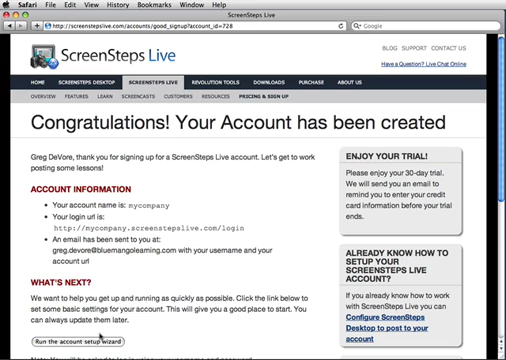 Safari File Edit View History Bookmarks Window Help
ScreenSteps Live
http://screenstepslive.com/accounts/good_signup?account_id=728
Google
ScreenSteps Live
BLOG SUPPORT CONTACT US
Have a Question? Live Chat Online
HOME SCREENSTEPS DESKTOP SCREENSTEPS LIVE REVOLUTION TOOLS DOWNLOADS PURCHASE ABOUT US
OVERVIEW FEATURES LEARN SCREENCASTS CUSTOMERS RESOURCES PRICING & SIGN UP
Congratulations! Your Account has been created
Greg DeVore, thank you for signing up for a ScreenSteps Live account. Let's get to work
posting some lessons!
ACCOUNT INFORMATION
• Your account name is: mycompany
• Your login url is:
http://mycompany.screenstepslive.com/login
• An email has been sent to you at:
greg.devore@bluemangolearning.com with your username and your
account url
WHAT'S NEXT?
We want to help you get up and running as quickly as possible. Click the link below to
set some basic settings for your account. This will give you a good place to start. You
can always update them later.
Run the account setup wizard
ENJOY YOUR TRIAL!
Please enjoy your 30-day trial.
We will send you an email to
remind you to enter your credit
card information before your trial
ends.
ALREADY KNOW HOW TO
SETUP YOUR
SCREENSTEPS LIVE
ACCOUNT?
If you already know how to
work with ScreenSteps Live you can
Configure ScreenSteps
Desktop to post to your
account